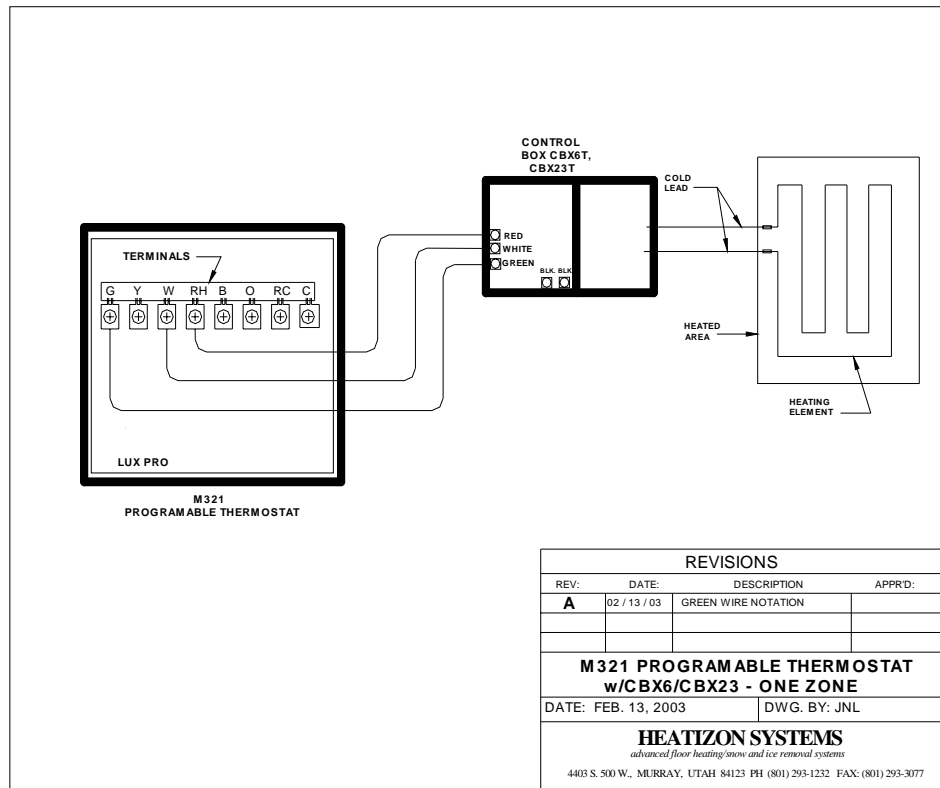 CONTROL
BOX CBX6T,
CBX23T
COLD
LEAD
RED
WHITE
GREEN
BLK. BLK
TERMINALS
G Y W RH B O RC C
HEATED
AREA
HEATING
ELEMENT
LUX PRO
M321
PROGRAMABLE THERMOSTAT
REVISIONS
REV: DATE: DESCRIPTION APPR'D:
A 02 / 13 / 03 GREEN WIRE NOTATION
M321 PROGRAMABLE THERMOSTAT
w/CBX6/CBX23 - ONE ZONE
DATE: FEB. 13, 2003 DWG. BY: JNL
HEATIZON SYSTEMS
advanced floor heating/snow and ice removal systems
4403 S. 500 W., MURRAY, UTAH 84123 PH (801) 293-1232 FAX: (801) 293-3077